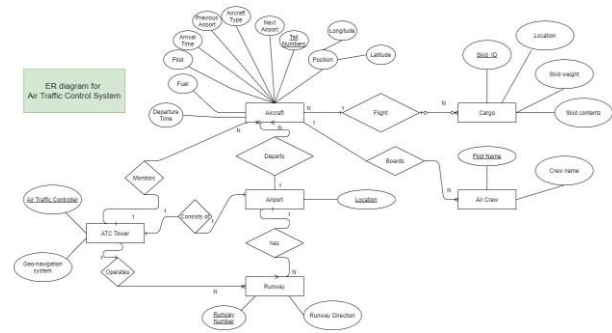 ER diagram for
Air Traffic Control System
Previous
Airport
Aircraft
Type
Next
Airport
Tail
Numbers
Longitude
Latitude
Position
Arrival
Time
Pilot
Fuel
Departure
Time
Aircraft
N
1
Flight
N
Cargo
Skid_ID
Location
Skid weight
Skid contents
N
N
1
Monitors
Departs
Boards
Pilot Name
Crew name
N
Air Crew
Air Traffic Controller
Geo-navigation
system
ATC Tower
1
1
Consists of
1
1
Airport
Location
1
1
has
1
Operates
N
N
Runway
Runway
Number
Runway Direction